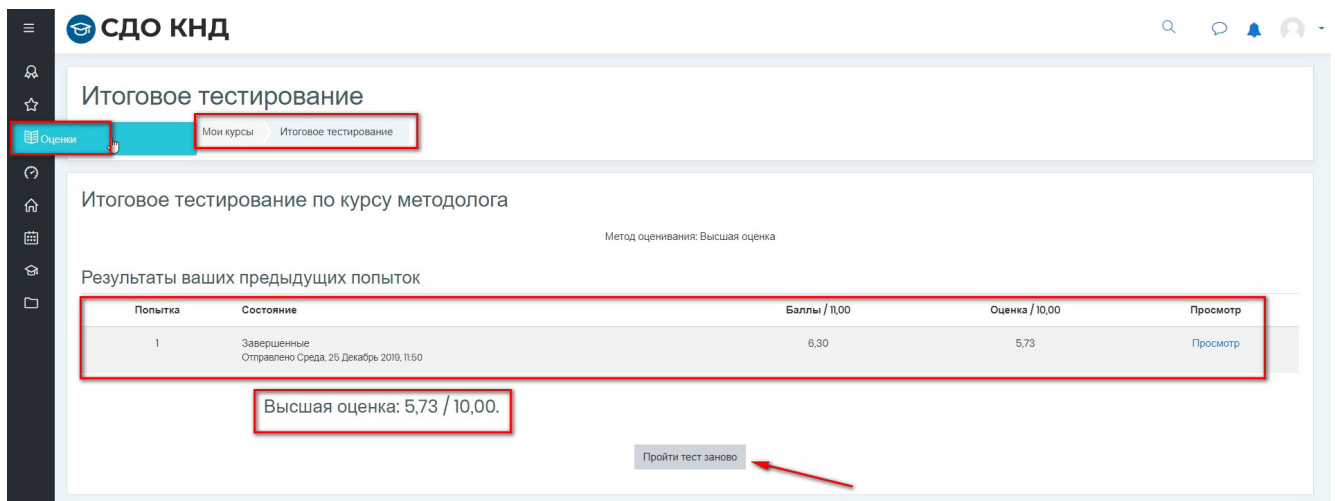 СДО КНД
Итоговое тестирование
Оценки
Мои курсы Итоговое тестирование
Итоговое тестирование по курсу методолога
Метод оценивания: Высшая оценка
Результаты ваших предыдущих попыток
Попытка Состояние Баллы / 11,00 Оценка / 10,00 Просмотр
1 Завершенные 6,30 5,73 Просмотр
Отправлено Среда, 25 Декабрь 2019, 11:50
Высшая оценка: 5,73 / 10,00.
Пройти тест заново